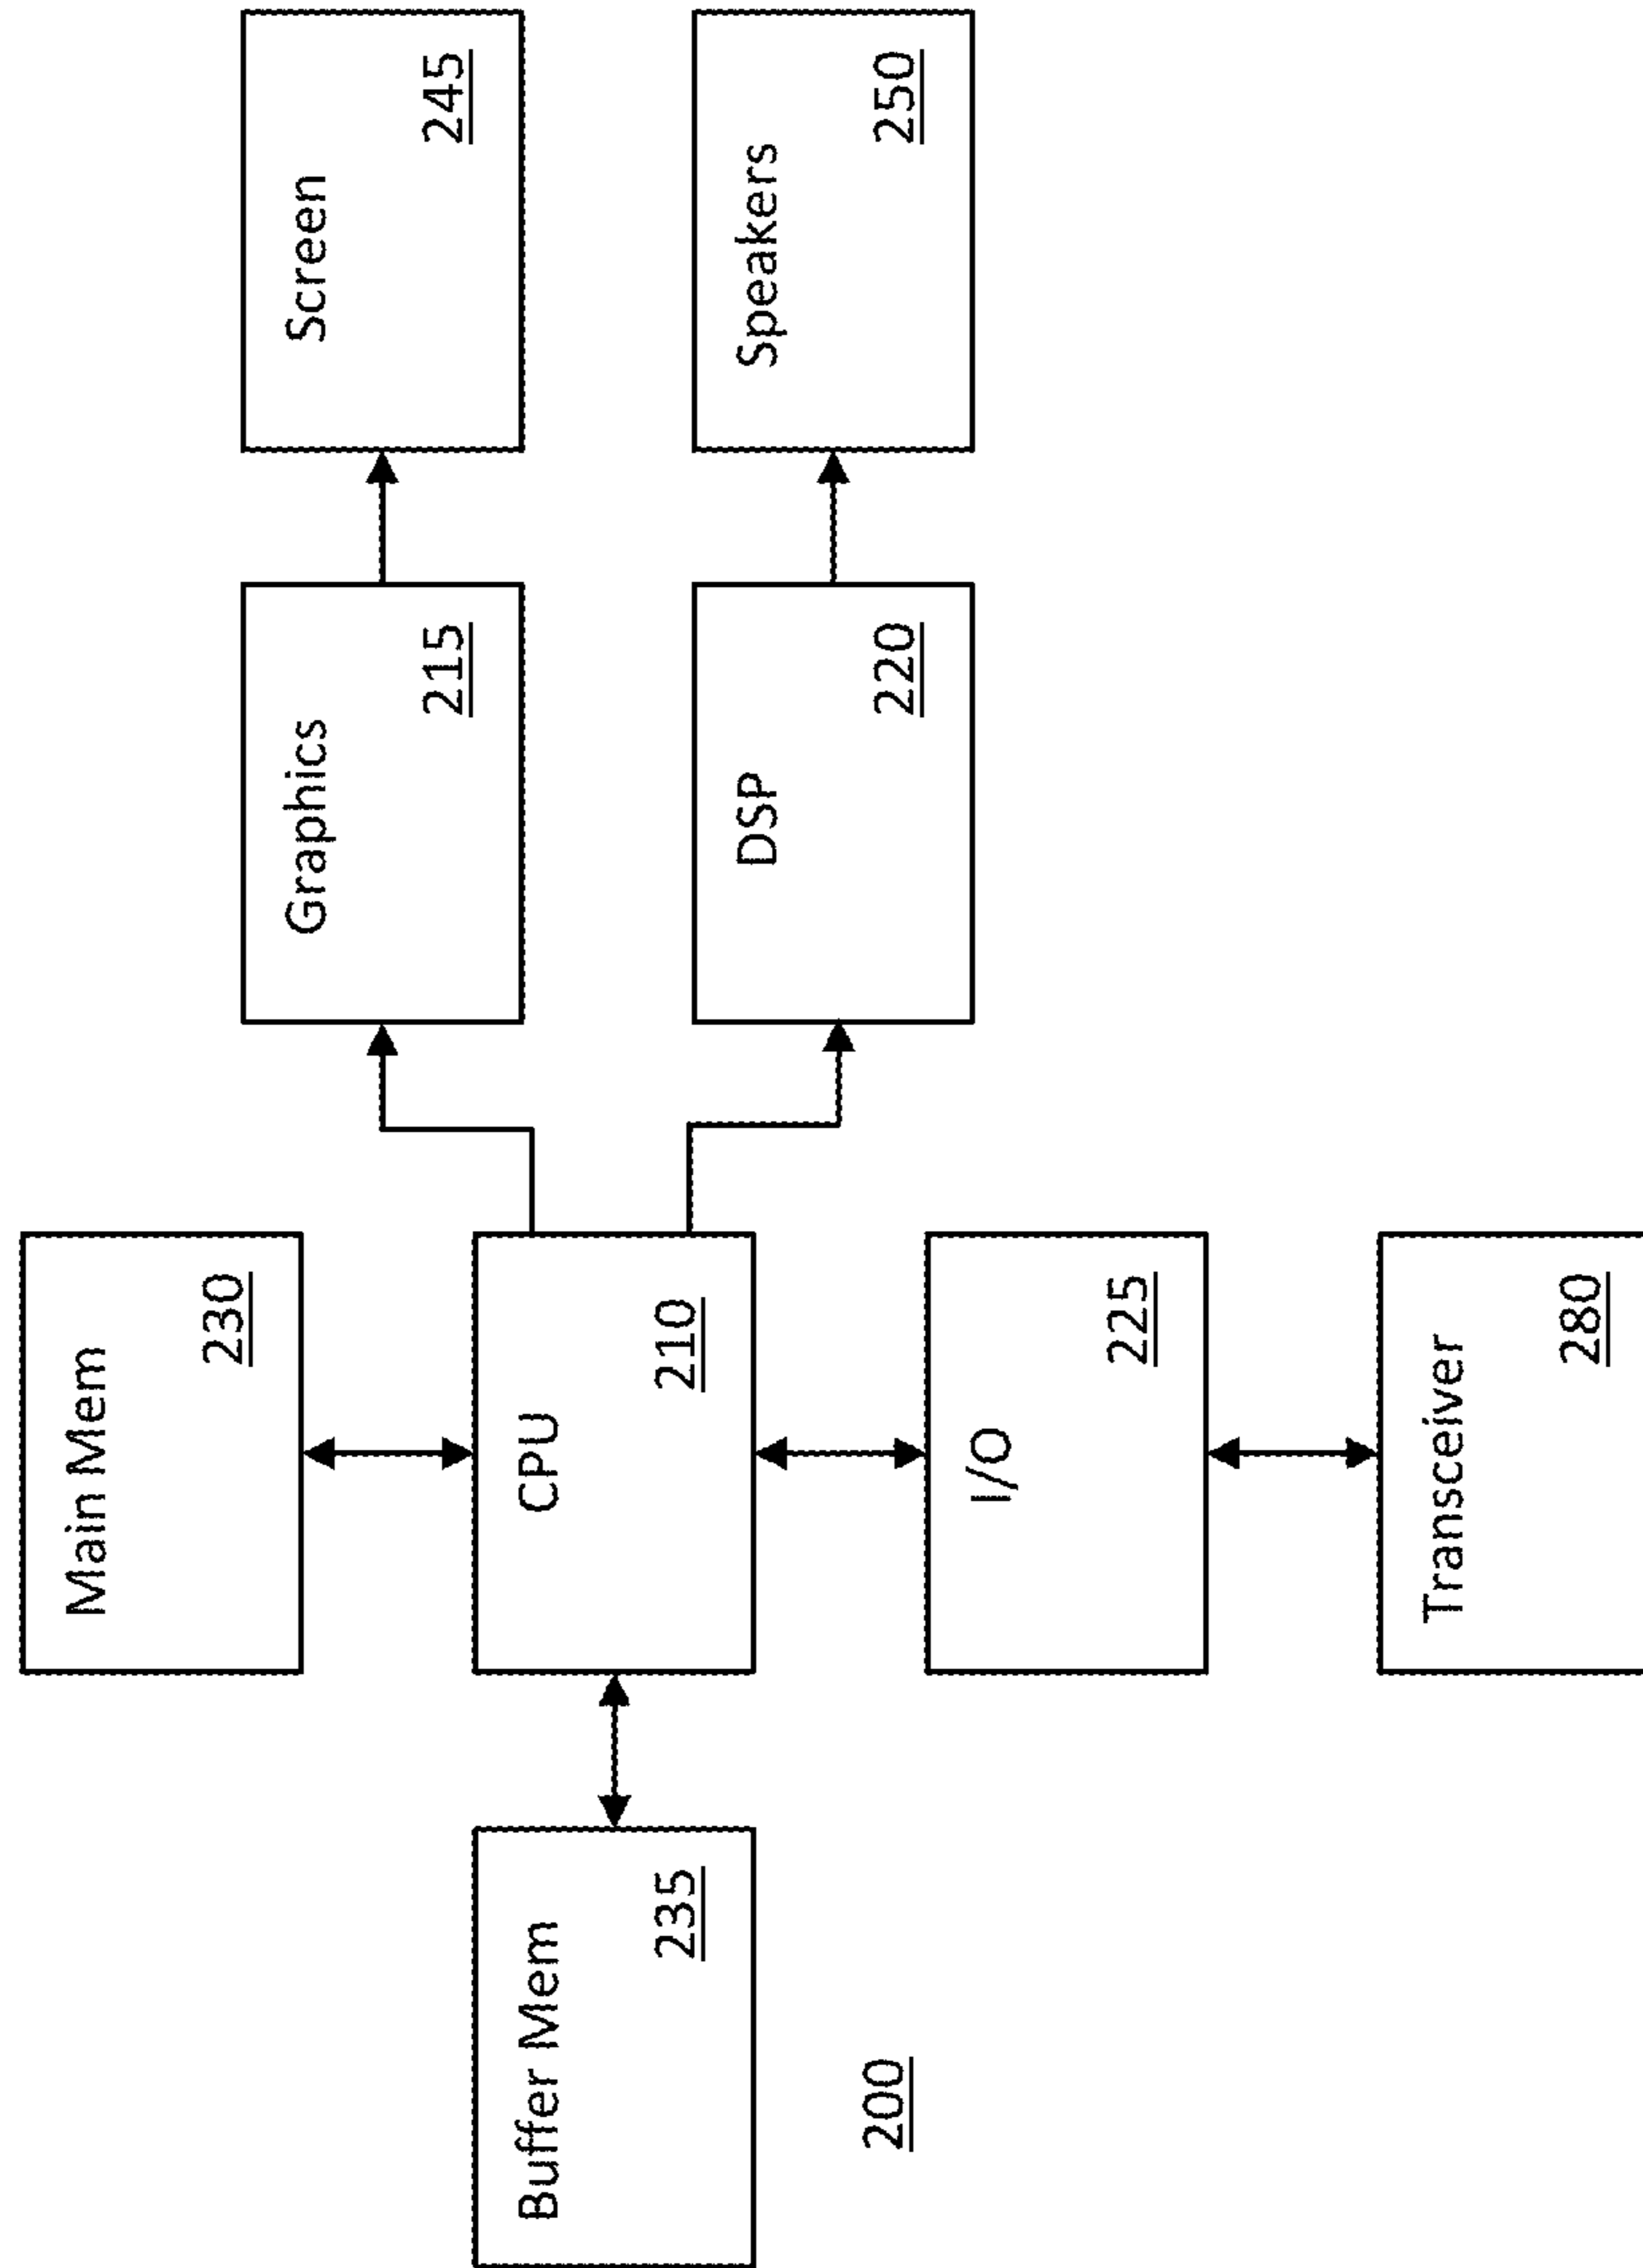 Main Mem
230
Buffer Mem
235
CPU
210
Graphics
215
Screen
245
DSP
220
Speakers
250
I/O
225
Transceiver
280
200